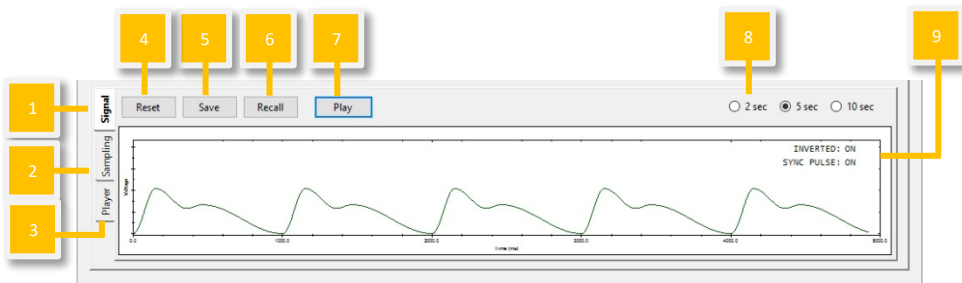 4 5 6 7 8 9
1
2
3
Signal
Sampling
Player
Reset Save Recall Play 2 sec 5 sec 10 sec
INVERTED: ON
SYNC PULSE: ON
Voltage
0.0 1000.0 2000.0 3000.0 4000.0 5000.0
Time (ms)